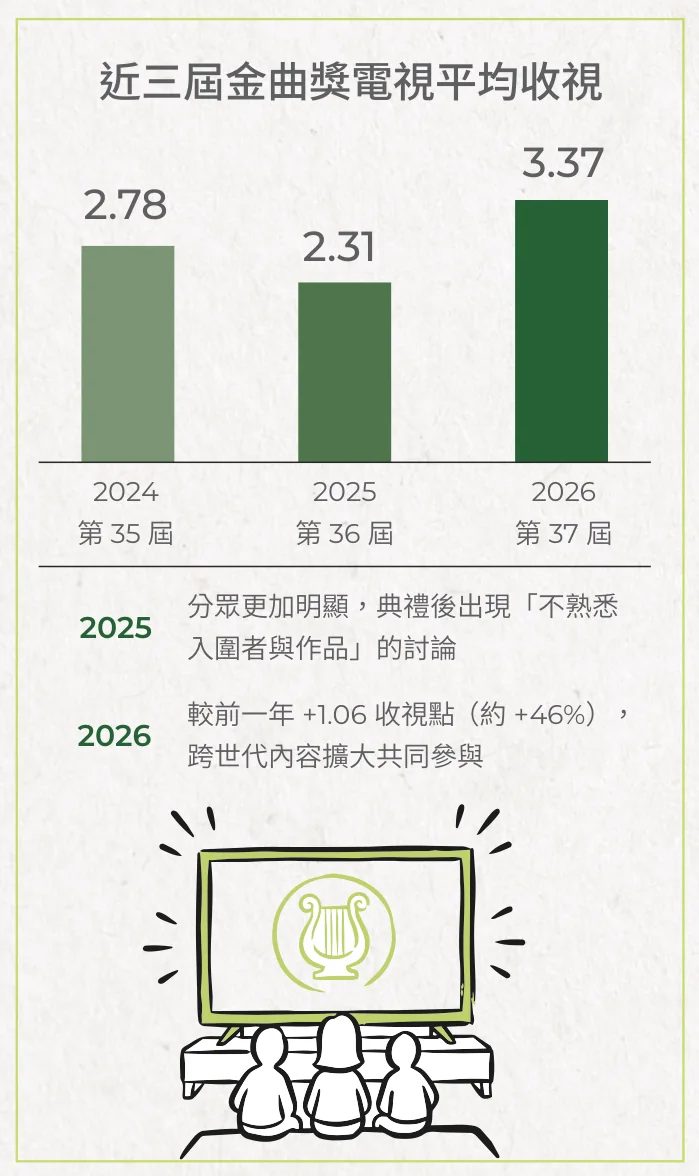 近三屆金曲獎電視平均收視
2.78
2.31
3.37
2024
第 35 屆
2025
第 36 屆
2026
第 37 屆
2025
分眾更加明顯，典禮後出現「不熟悉
入圍者與作品」的討論
2026
較前一年 +1.06 收視點（約 +46%），
跨世代內容擴大共同參與